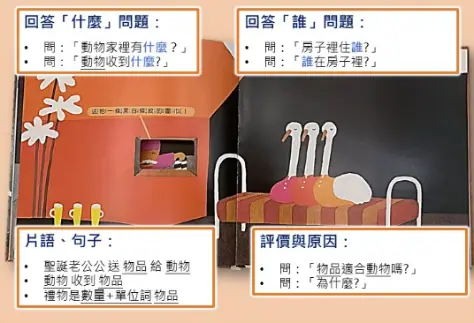 回答「什麼」問題：
• 問：「動物家裡有什麼？」
• 問：「動物收到什麼?」
回答「誰」問題：
• 問：「房子裡住誰?」
• 問：「誰在房子裡?」
片語、句子：
• 聖誕老公公 送 物品 給 動物
• 動物 收到 物品
• 禮物是數量+單位詞 物品
評價與原因：
• 問：「物品適合動物嗎?」
• 問：「為什麼?」